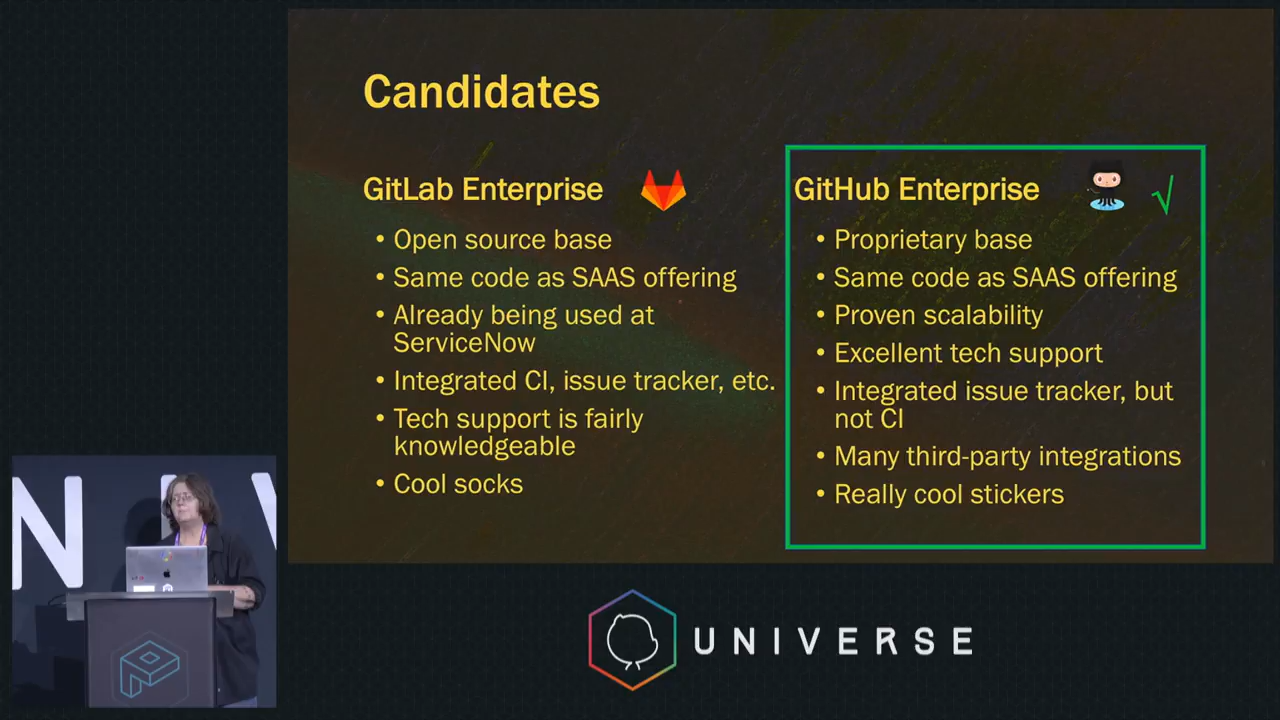 Candidates
GitLab Enterprise
• Open source base
• Same code as SAAS offering
• Already being used at
ServiceNow
• Integrated CI, issue tracker, etc.
• Tech support is fairly
knowledgeable
• Cool socks
GitHub Enterprise √
• Proprietary base
• Same code as SAAS offering
• Proven scalability
• Excellent tech support
• Integrated issue tracker, but
not CI
• Many third-party integrations
• Really cool stickers
N I V
UNIVERSE